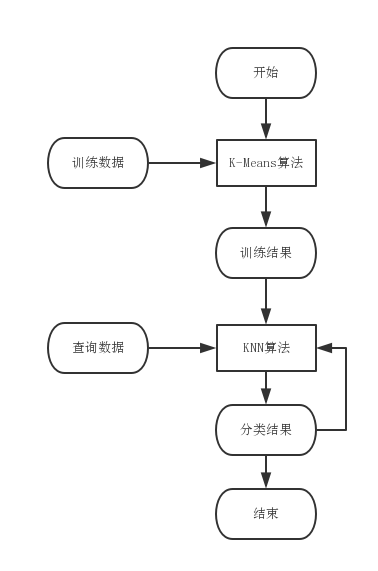 开始
训练数据
K-Means算法
训练结果
查询数据
KNN算法
分类结果
结束